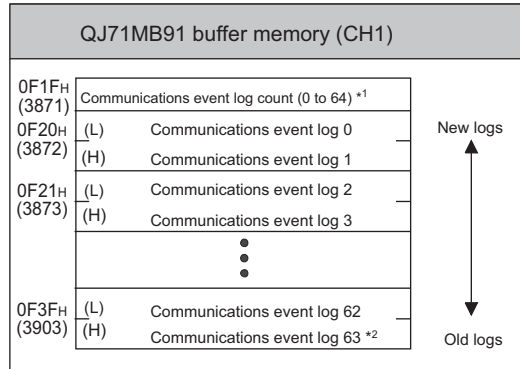 QJ71MB91 buffer memory (CH1)
0F1FH
(3871)
Communications event log count (0 to 64) *1
0F20H
(3872)
(L) Communications event log 0
(H) Communications event log 1
0F21H
(3873)
(L) Communications event log 2
(H) Communications event log 3
0F3FH
(3903)
(L) Communications event log 62
(H) Communications event log 63 *2
New logs
Old logs